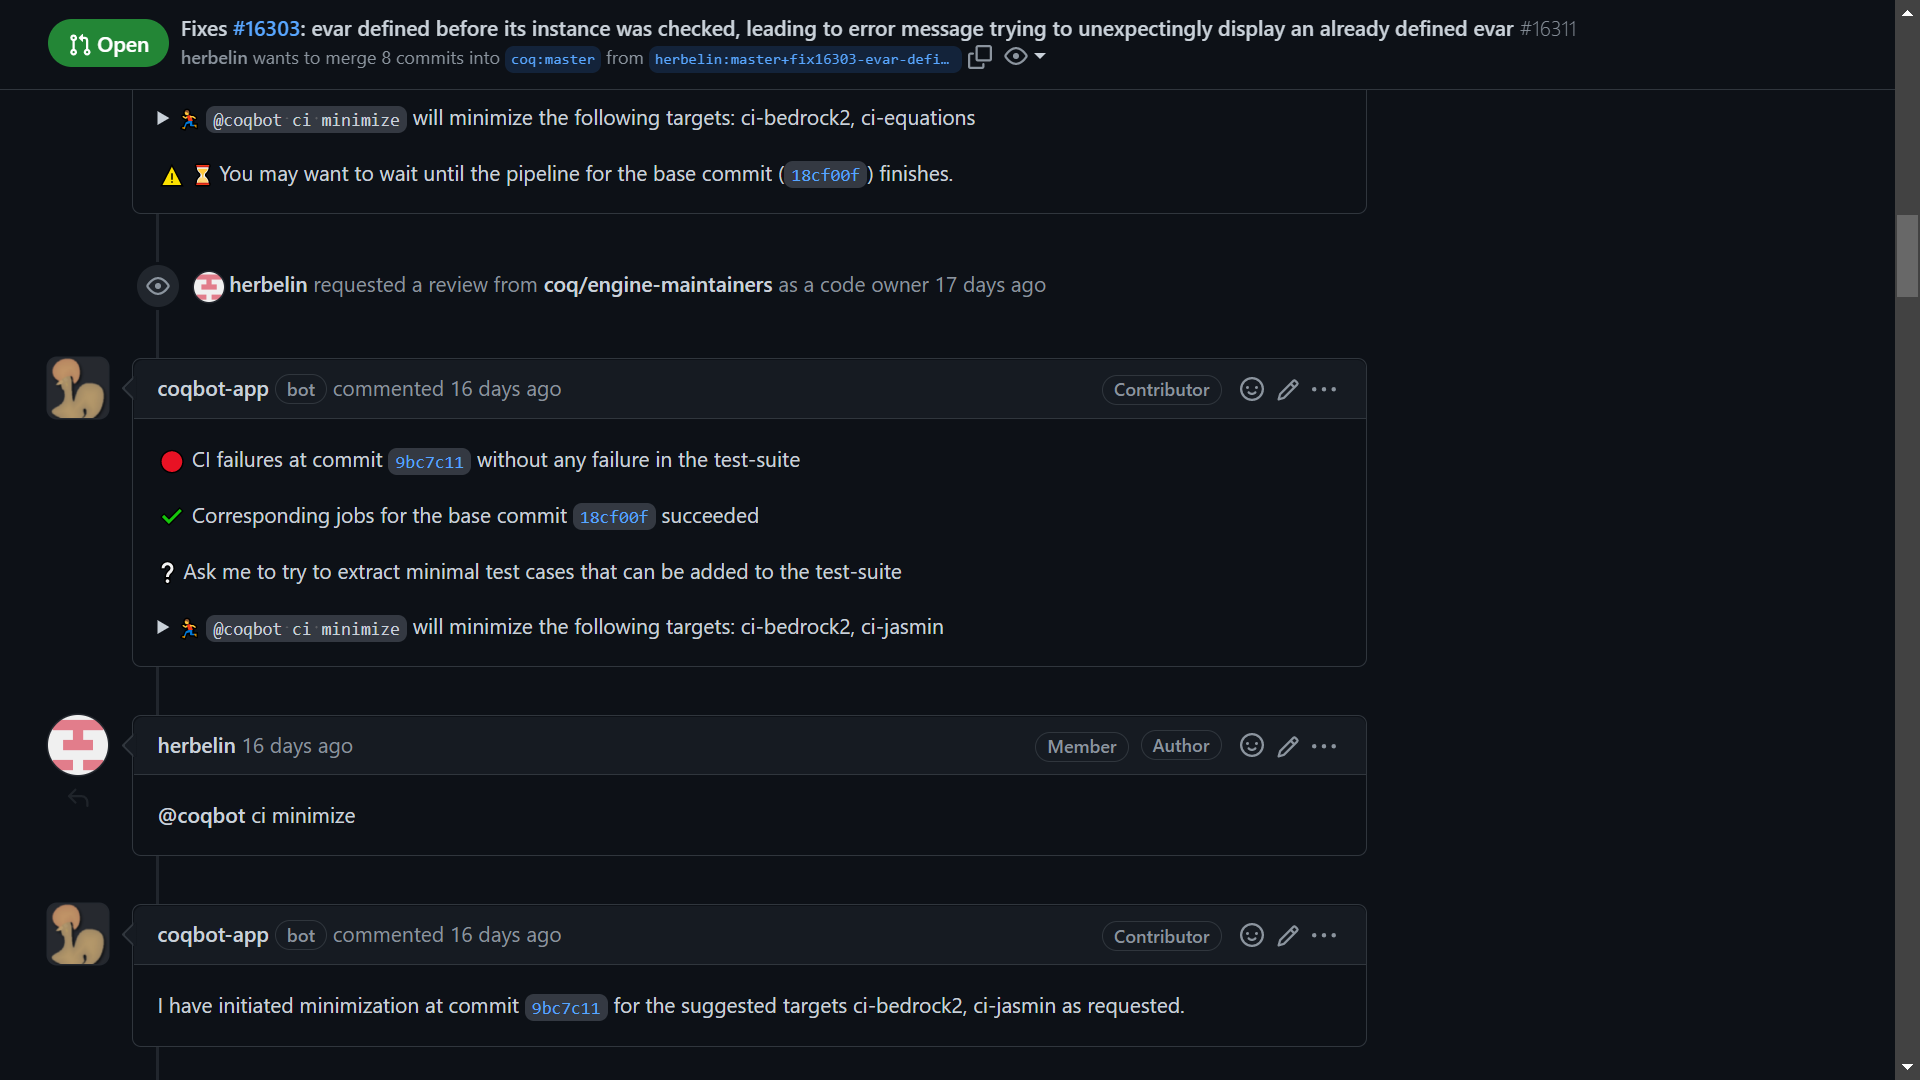 Open
Fixes #16303: evar defined before its instance was checked, leading to error message trying to unexpectingly display an already defined evar #16311
herbelin wants to merge 8 commits into coq:master from herbelin:master+fix16303-evar-defi…
@coqbot ci minimize will minimize the following targets: ci-bedrock2, ci-equations
You may want to wait until the pipeline for the base commit (18cf00f) finishes.
herbelin requested a review from coq/engine-maintainers as a code owner 17 days ago
coqbot-app bot commented 16 days ago Contributor
CI failures at commit 9bc7c11 without any failure in the test-suite
Corresponding jobs for the base commit 18cf00f succeeded
Ask me to try to extract minimal test cases that can be added to the test-suite
@coqbot ci minimize will minimize the following targets: ci-bedrock2, ci-jasmin
herbelin 16 days ago Member Author
@coqbot ci minimize
coqbot-app bot commented 16 days ago Contributor
I have initiated minimization at commit 9bc7c11 for the suggested targets ci-bedrock2, ci-jasmin as requested.